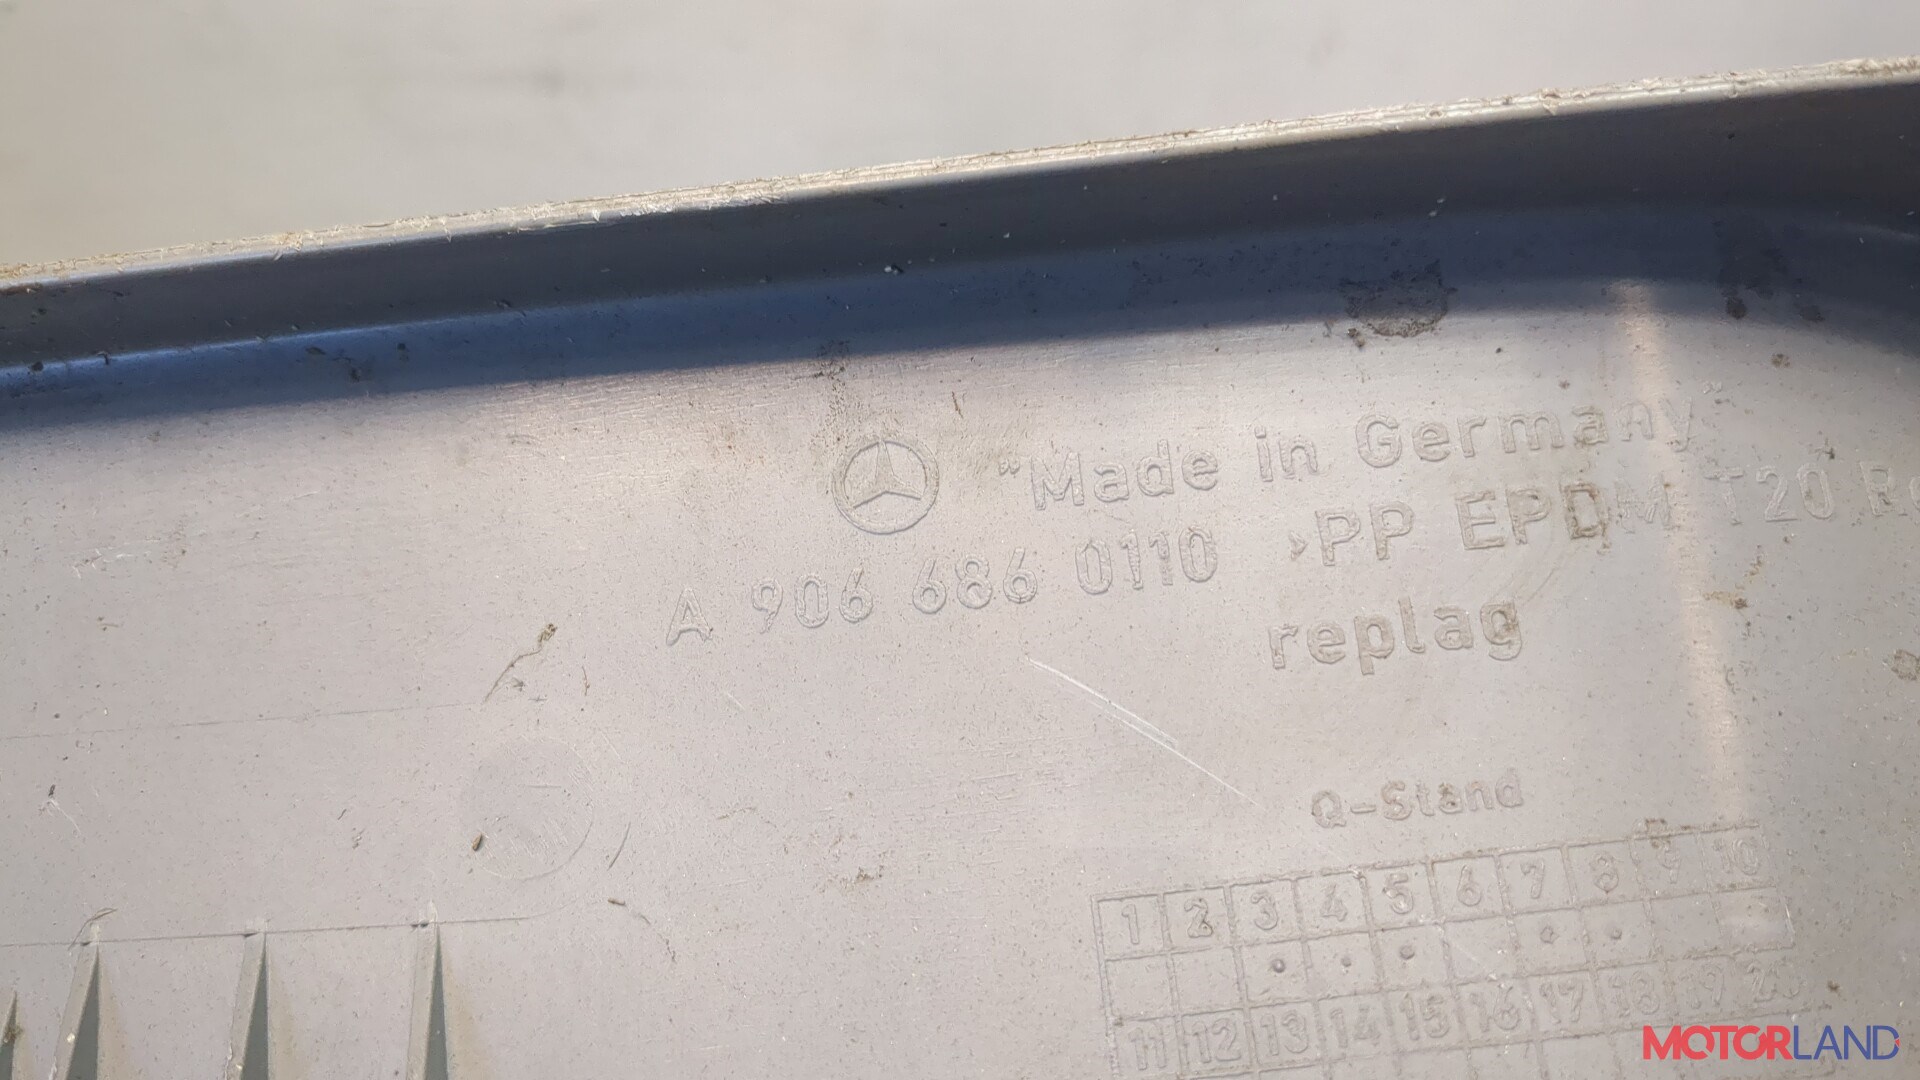 "Made in Germany"
A 906 686 0110 >PP EPDM T20 Re
replag
Q-Stand
1 2 3 4 5 6 7 8 9 10
11 12 13 14 15 16 17 18 19 20
MOTORLAND